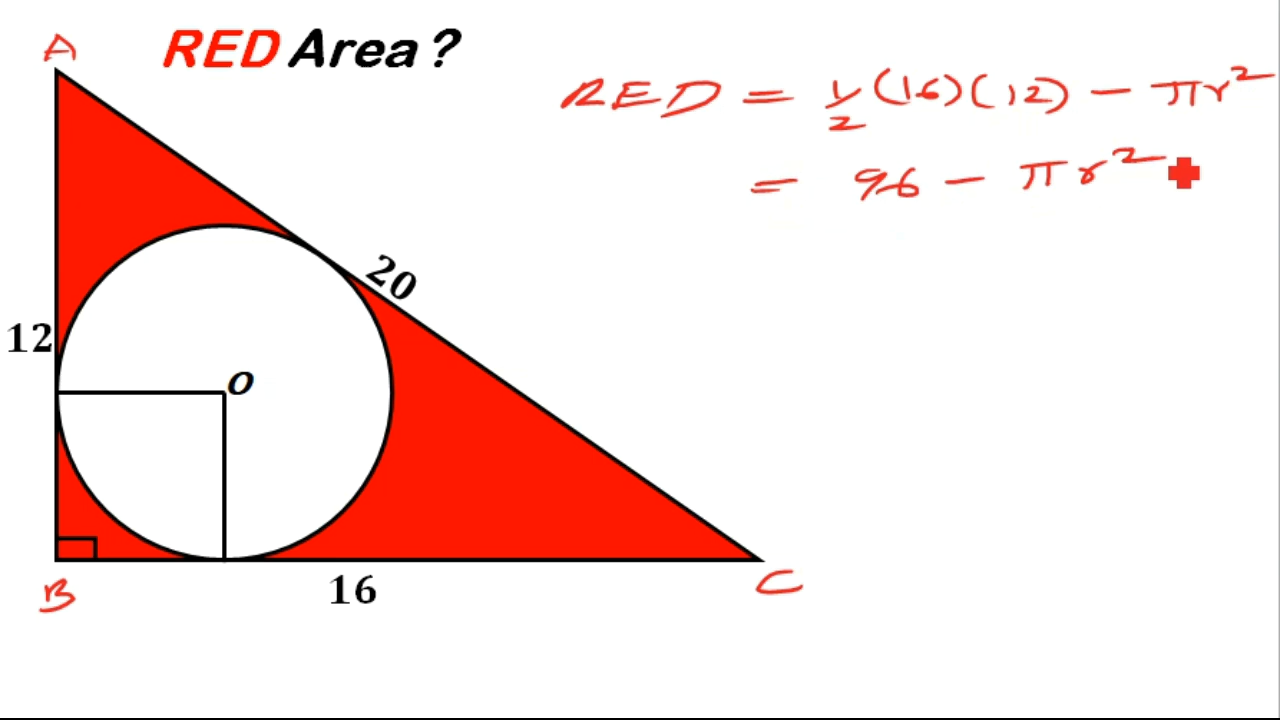 RED Area?
A
RED = 1/2 (16)(12) − πr²
= 96 − πr²
20
12
O
B
16
C